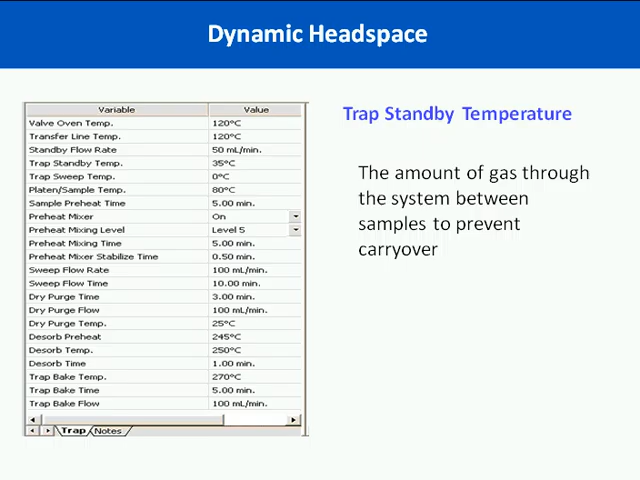 Dynamic Headspace
Variable Value
Valve Oven Temp. 120°C
Transfer Line Temp. 120°C
Standby Flow Rate 50 mL/min.
Trap Standby Temp. 35°C
Trap Sweep Temp. 0°C
Platen/Sample Temp. 80°C
Sample Preheat Time 5.00 min.
Preheat Mixer On
Preheat Mixing Level Level 5
Preheat Mixing Time 5.00 min.
Preheat Mixer Stabilize Time 0.50 min.
Sweep Flow Rate 100 mL/min.
Sweep Flow Time 10.00 min.
Dry Purge Time 3.00 min.
Dry Purge Flow 100 mL/min.
Dry Purge Temp. 25°C
Desorb Preheat 245°C
Desorb Temp. 250°C
Desorb Time 1.00 min.
Trap Bake Temp. 270°C
Trap Bake Time 5.00 min.
Trap Bake Flow 100 mL/min.
Trap Notes
Trap Standby Temperature
The amount of gas through
the system between
samples to prevent
carryover